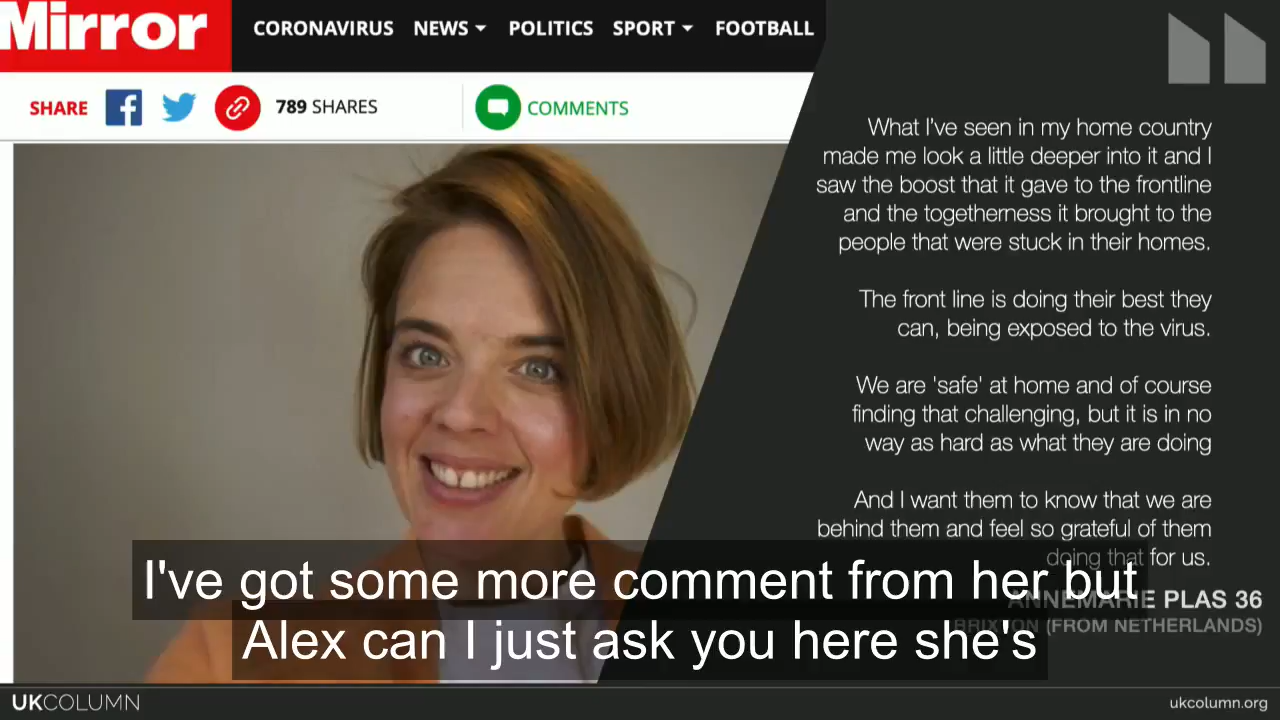 Mirror
CORONAVIRUS NEWS POLITICS SPORT FOOTBALL
SHARE 789 SHARES COMMENTS
What I've seen in my home country
made me look a little deeper into it and I
saw the boost that it gave to the frontline
and the togetherness it brought to the
people that were stuck in their homes.
The front line is doing their best they
can, being exposed to the virus.
We are 'safe' at home and of course
finding that challenging, but it is in no
way as hard as what they are doing
And I want them to know that we are
behind them and feel so grateful of them
doing that for us.
ANNEMARIE PLAS 36
BRIXTON (FROM NETHERLANDS)
I've got some more comment from her but
Alex can I just ask you here she's
UKCOLUMN
ukcolumn.org